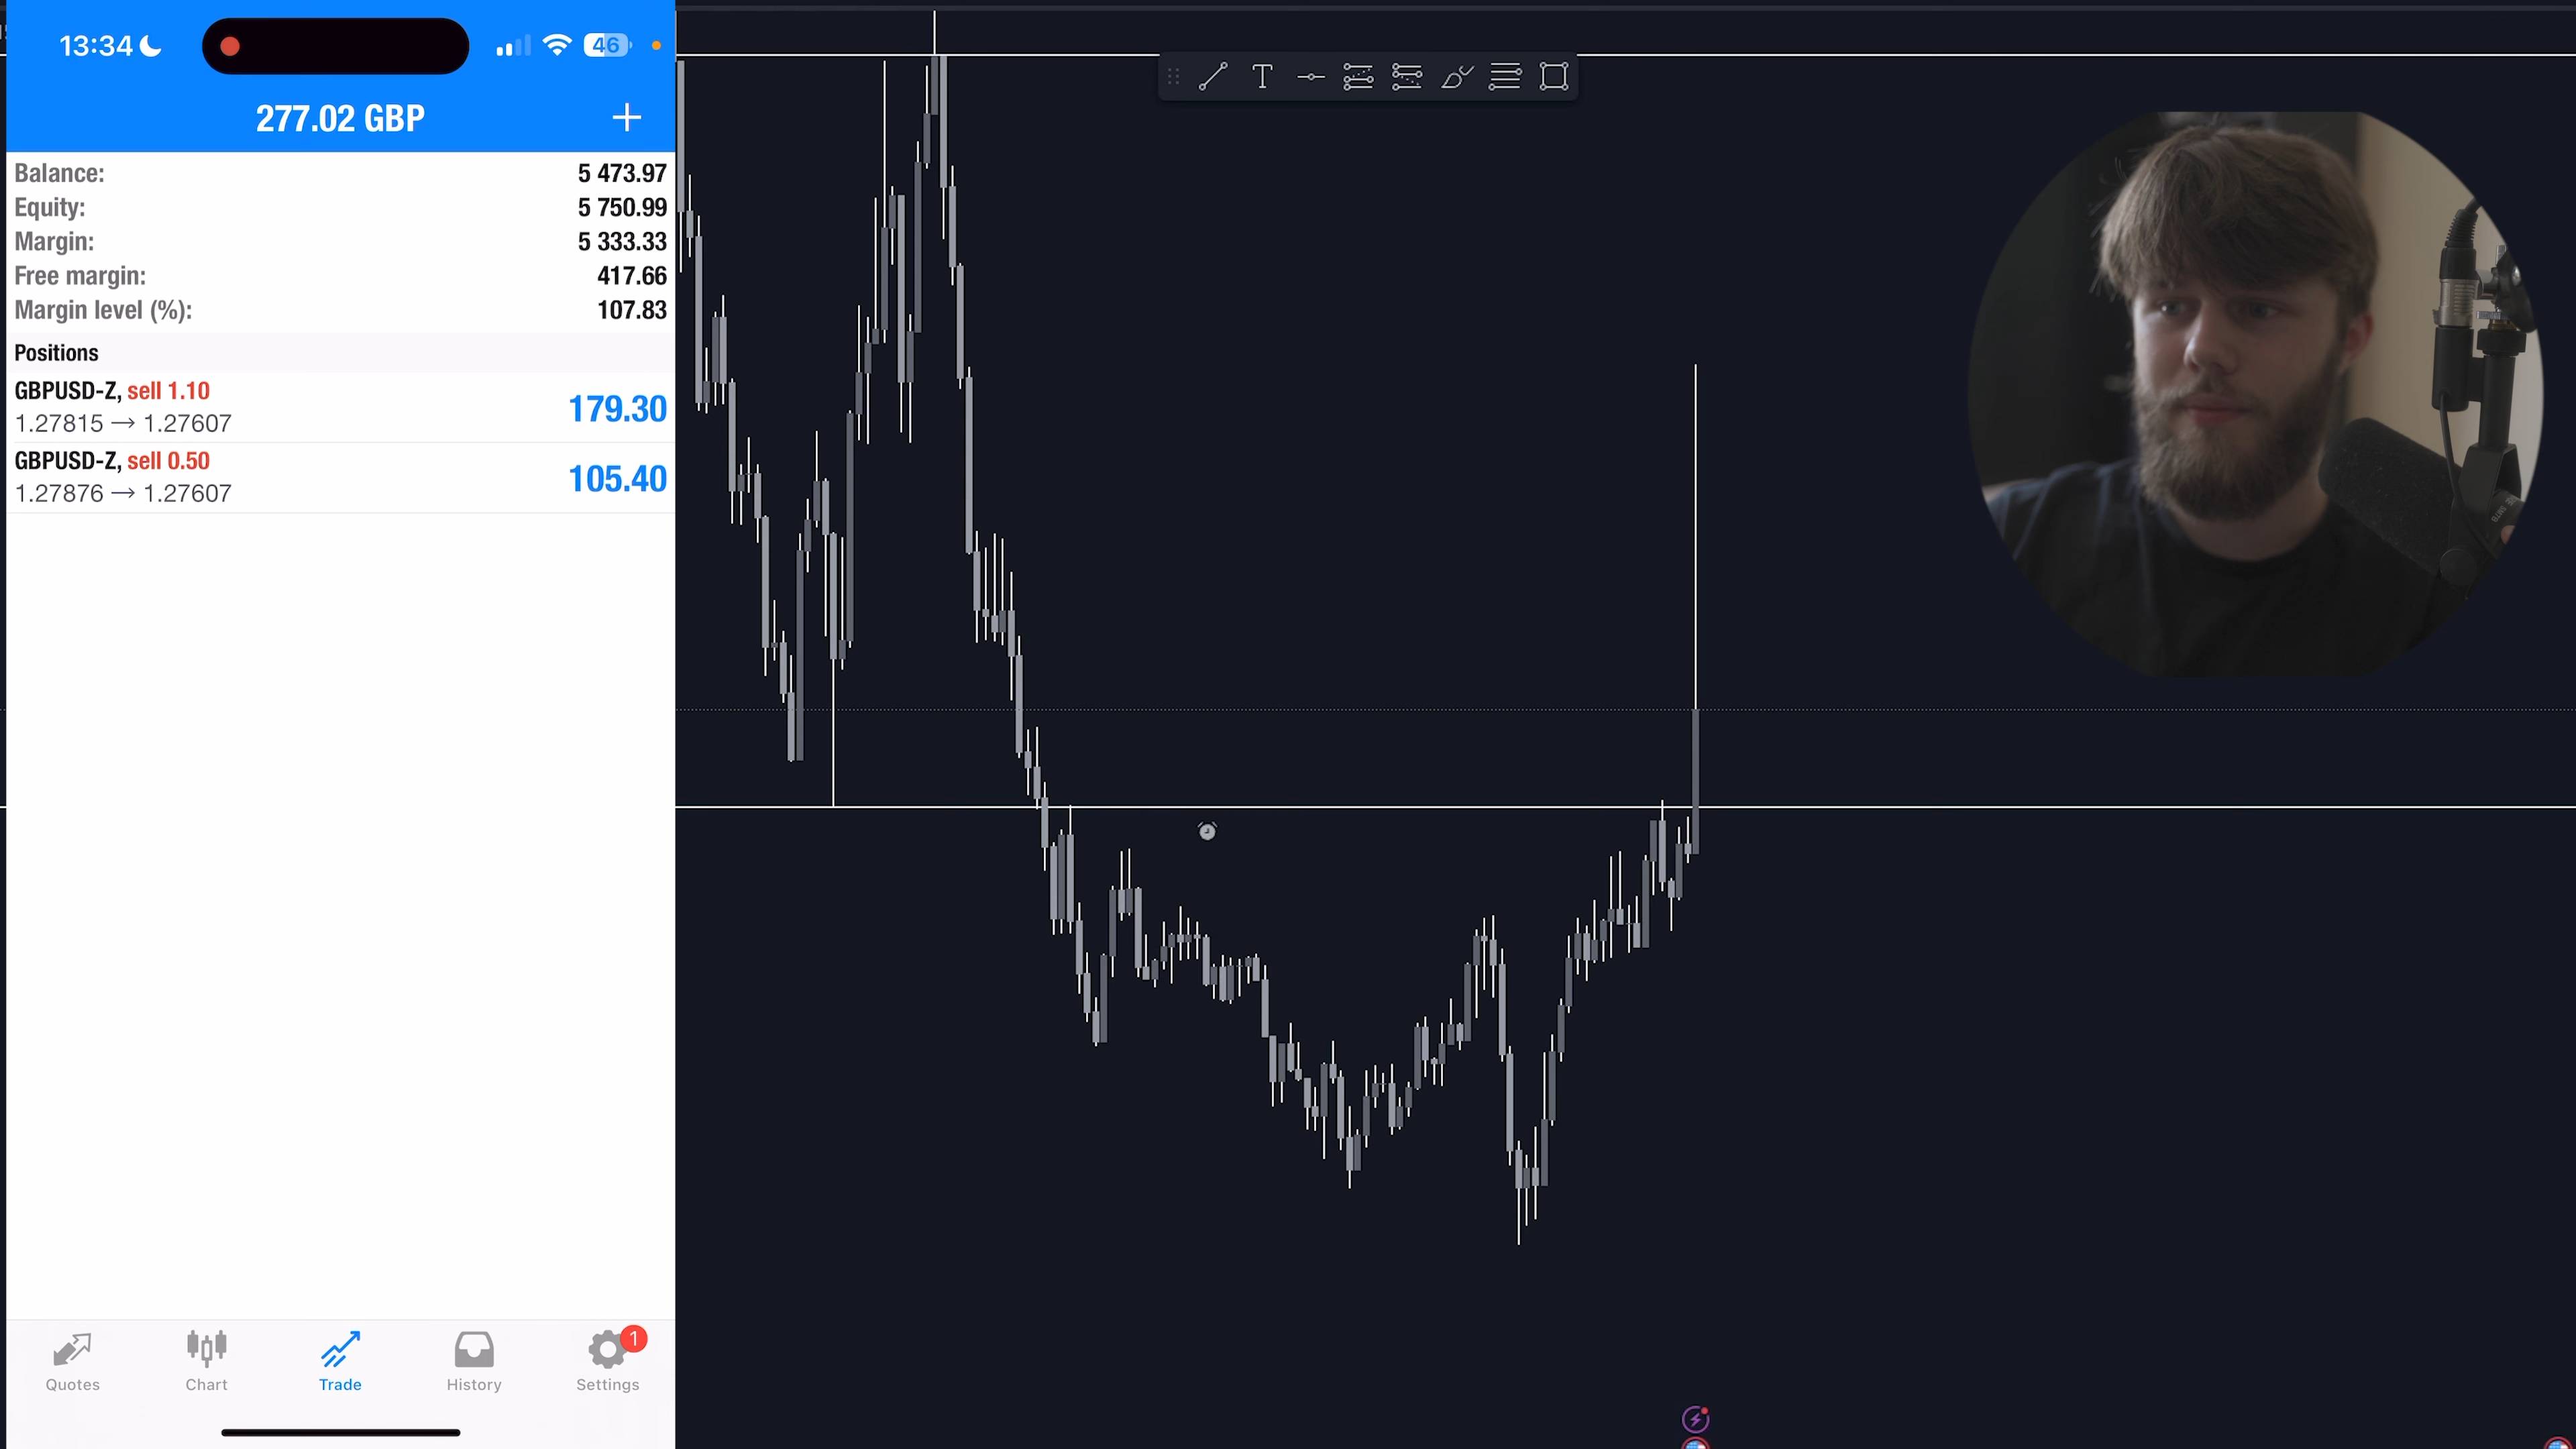 13:34
46
277.02 GBP
+
Balance: 5 473.97
Equity: 5 750.99
Margin: 5 333.33
Free margin: 417.66
Margin level (%): 107.83
Positions
GBPUSD-Z, sell 1.10
1.27815 → 1.27607
179.30
GBPUSD-Z, sell 0.50
1.27876 → 1.27607
105.40
Quotes
Chart
Trade
History
Settings
1